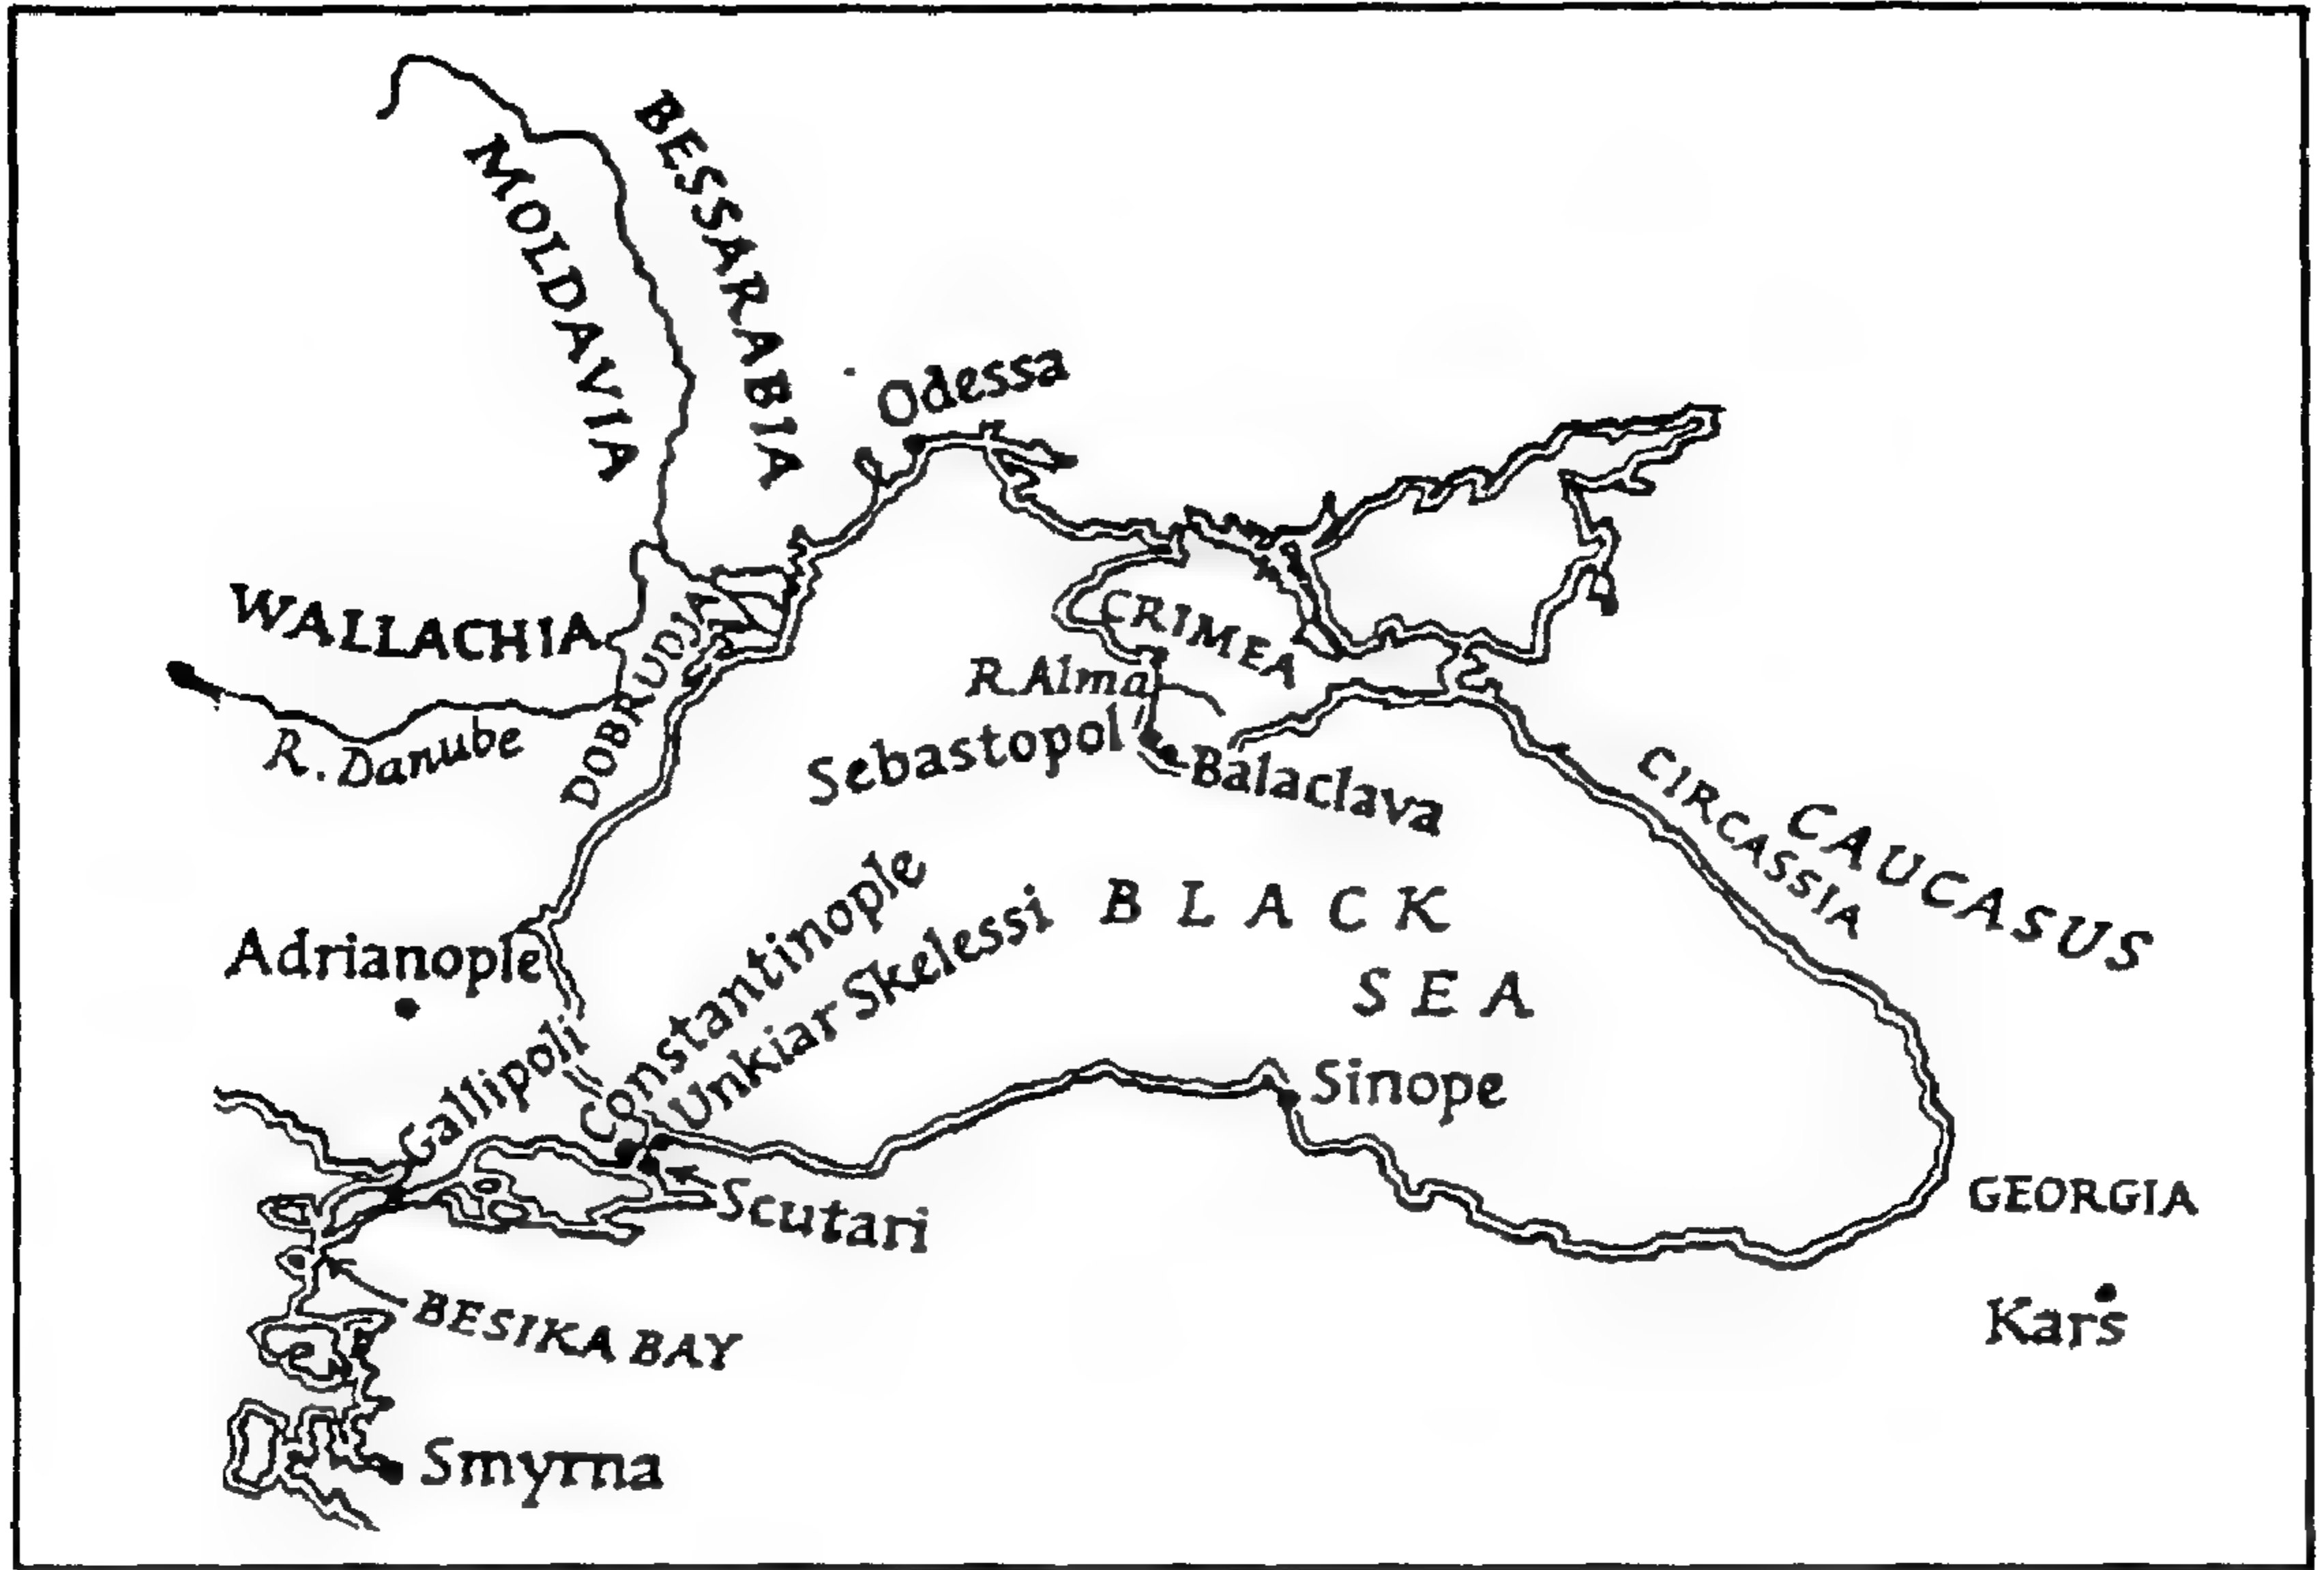 MOLDAVIA
BESSARABIA
Odessa
WALLACHIA
DOBRUDJA
R. Danube
CRIMEA
R. Alma
Sebastopol
Balaclava
CIRCASSIA
CAUCASUS
BLACK
SEA
Adrianople
Constantinople
Unkiar Skelessi
Gallipoli
Sinope
Scutari
GEORGIA
Kars
BESIKA BAY
Smyrna